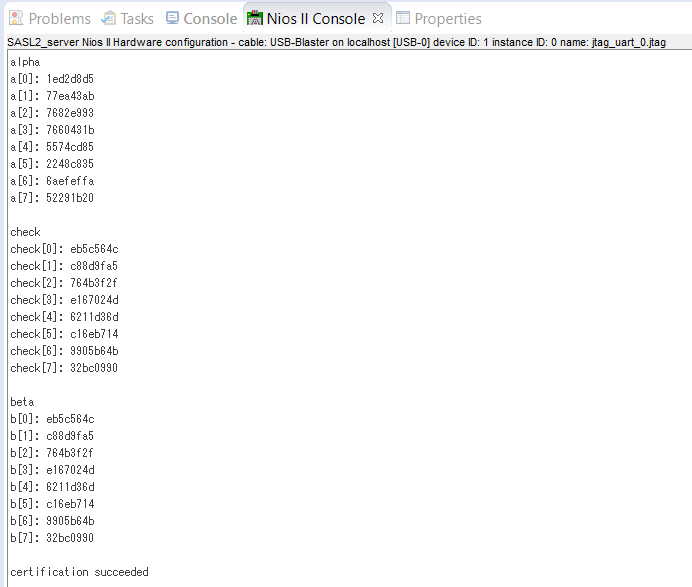 Problems Tasks Console Nios II Console Properties
SASL2_server Nios II Hardware configuration - cable: USB-Blaster on localhost [USB-0] device ID: 1 instance ID: 0 name: jtag_uart_0.jtag
alpha
a[0]: 1ed2d8d5
a[1]: 77ea43ab
a[2]: 7682e993
a[3]: 7660431b
a[4]: 5574cd85
a[5]: 2248c835
a[6]: 6aefeffa
a[7]: 52291b20
check
check[0]: eb5c564c
check[1]: c88d9fa5
check[2]: 764b3f2f
check[3]: e167024d
check[4]: 6211d36d
check[5]: c16eb714
check[6]: 9905b64b
check[7]: 32bc0990
beta
b[0]: eb5c564c
b[1]: c88d9fa5
b[2]: 764b3f2f
b[3]: e167024d
b[4]: 6211d36d
b[5]: c16eb714
b[6]: 9905b64b
b[7]: 32bc0990
certification succeeded